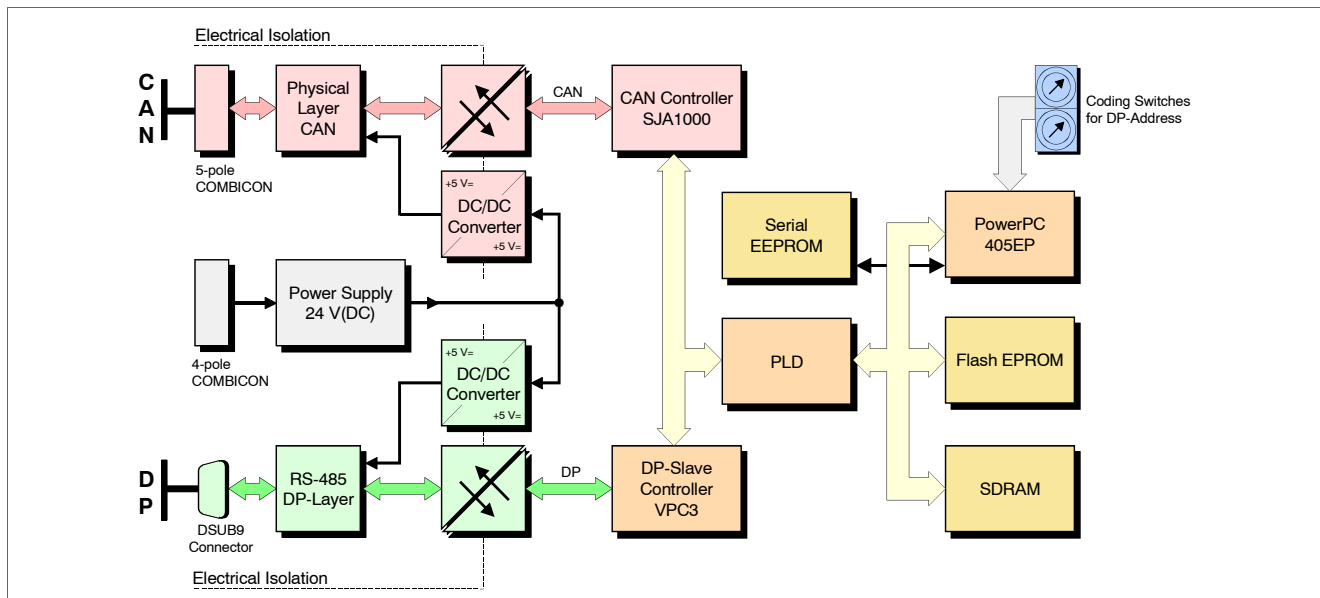 Electrical Isolation
C
A
N
5-pole
COMBICON
Physical
Layer
CAN
CAN
CAN Controller
SJA1000
Coding Switches
for DP-Address
+5 V=
DC/DC
Converter
+5 V=
Serial
EEPROM
PowerPC
405EP
4-pole
COMBICON
Power Supply
24 V(DC)
+5 V=
DC/DC
Converter
+5 V=
PLD
Flash EPROM
D
P
DSUB9
Connector
RS-485
DP-Layer
DP
DP-Slave
Controller
VPC3
SDRAM
Electrical Isolation